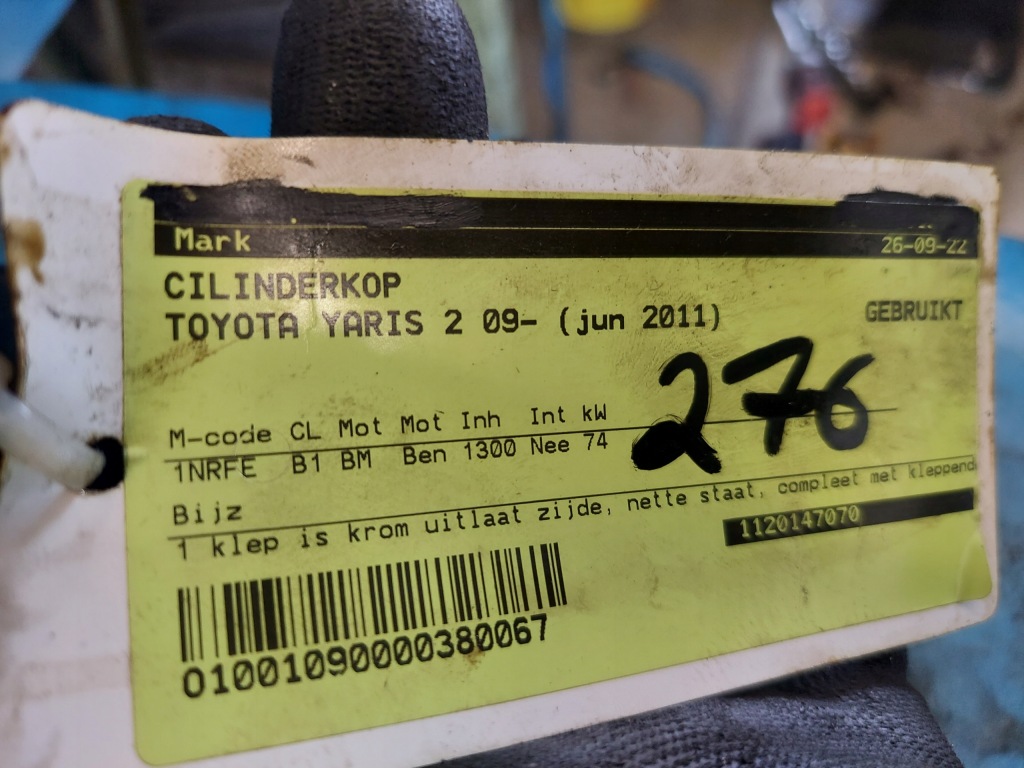 Mark 26-09-22
CILINDERKOP
TOYOTA YARIS 2 09- (jun 2011) GEBRUIKT
276
M-code CL Mot Mot Inh Int kW
1NRFE B1 BM Ben 1300 Nee 74
Bijz
1 klep is krom uitlaat zijde, nette staat, compleet met kleppend
1120147070
01001090000380067